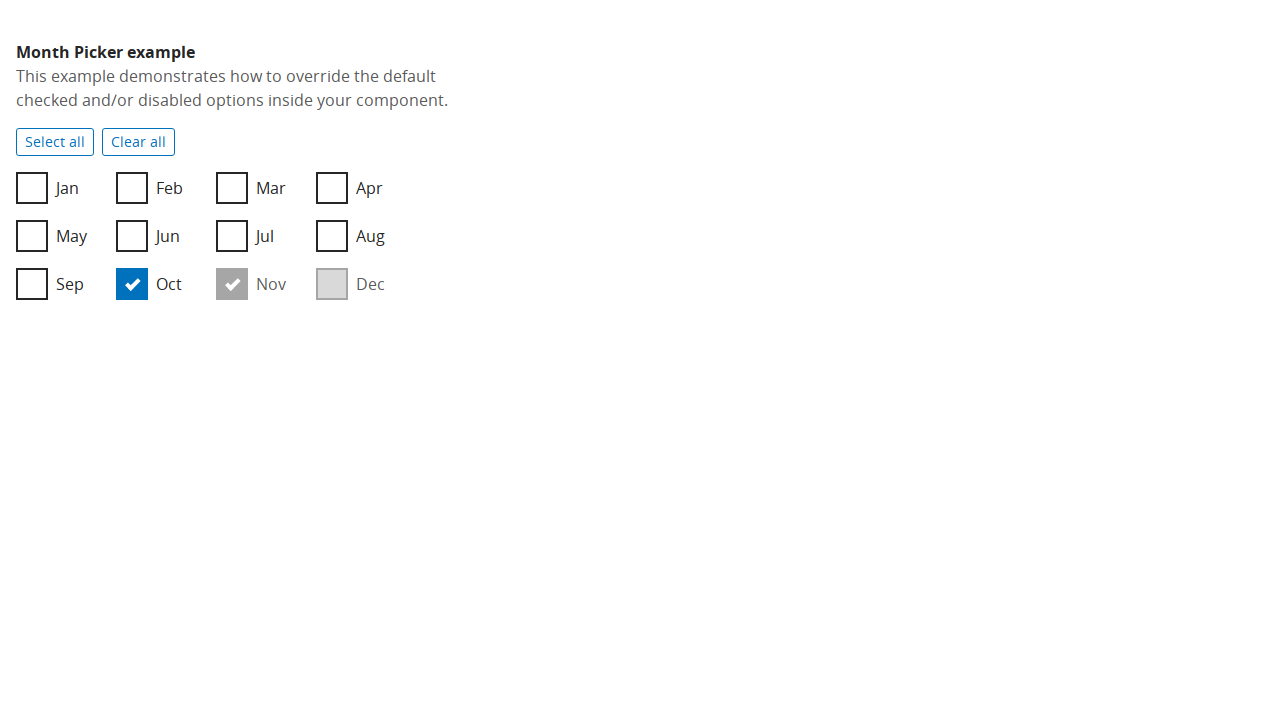 Month Picker example
This example demonstrates how to override the default
checked and/or disabled options inside your component.
Select all Clear all
Jan Feb Mar Apr
May Jun Jul Aug
Sep Oct Nov Dec